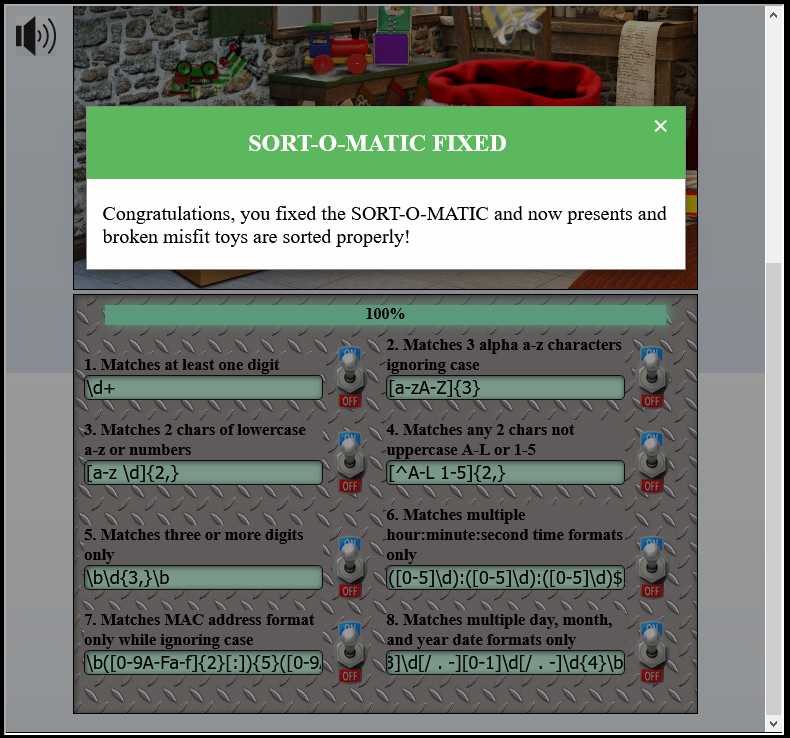 SORT-O-MATIC FIXED
×
Congratulations, you fixed the SORT-O-MATIC and now presents and
broken misfit toys are sorted properly!
100%
1. Matches at least one digit
\d+
ON
OFF
2. Matches 3 alpha a-z characters
ignoring case
[a-zA-Z]{3}
ON
OFF
3. Matches 2 chars of lowercase
a-z or numbers
[a-z \d]{2,}
ON
OFF
4. Matches any 2 chars not
uppercase A-L or 1-5
[^A-L 1-5]{2,}
ON
OFF
5. Matches three or more digits
only
\b\d{3,}\b
ON
OFF
6. Matches multiple
hour:minute:second time formats
only
([0-5]\d):([0-5]\d):([0-5]\d)$
ON
OFF
7. Matches MAC address format
only while ignoring case
\b([0-9A-Fa-f]{2}[:]){5}([0-9
ON
OFF
8. Matches multiple day, month,
and year date formats only
3]\d[/ . -][0-1]\d[/ . -]\d{4}\b
ON
OFF